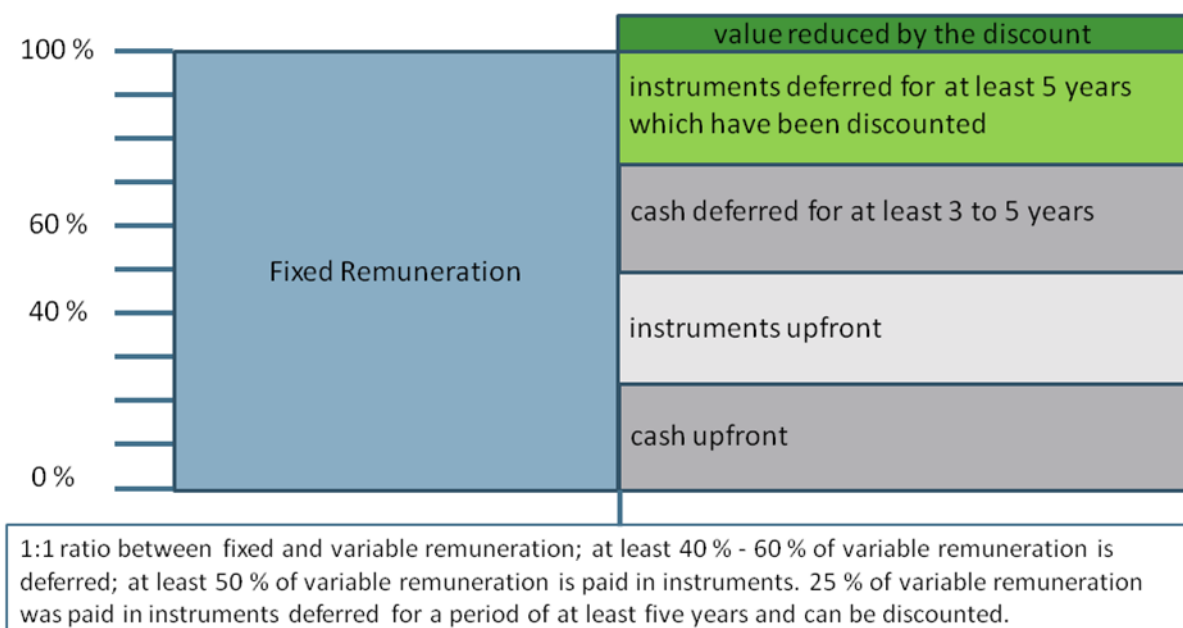 value reduced by the discount
100 %
instruments deferred for at least 5 years
which have been discounted
cash deferred for at least 3 to 5 years
60 %
Fixed Remuneration
40 %
instruments upfront
cash upfront
0 %
1:1 ratio between fixed and variable remuneration; at least 40 % - 60 % of variable remuneration is
deferred; at least 50 % of variable remuneration is paid in instruments. 25 % of variable remuneration
was paid in instruments deferred for a period of at least five years and can be discounted.